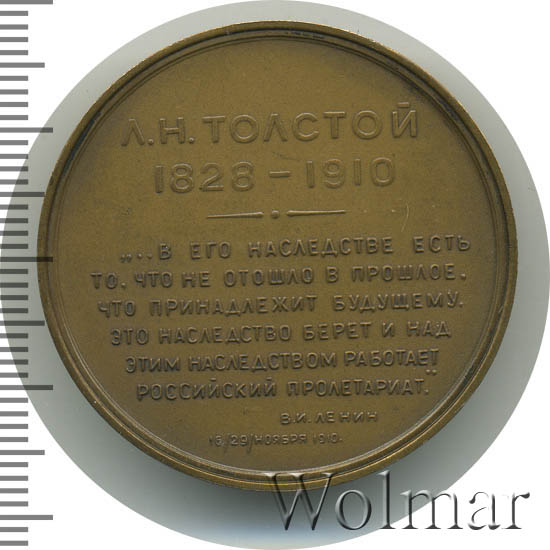 Л.Н. ТОЛСТОЙ
1828 – 1910
„... В ЕГО НАСЛЕДСТВЕ ЕСТЬ
ТО, ЧТО НЕ ОТОШЛО В ПРОШЛОЕ,
ЧТО ПРИНАДЛЕЖИТ БУДУЩЕМУ.
ЭТО НАСЛЕДСТВО БЕРЕТ И НАД
ЭТИМ НАСЛЕДСТВОМ РАБОТАЕТ
РОССИЙСКИЙ ПРОЛЕТАРИАТ."
В.И. ЛЕНИН
16/29/НОЯБРЯ 1910.
Wolmar